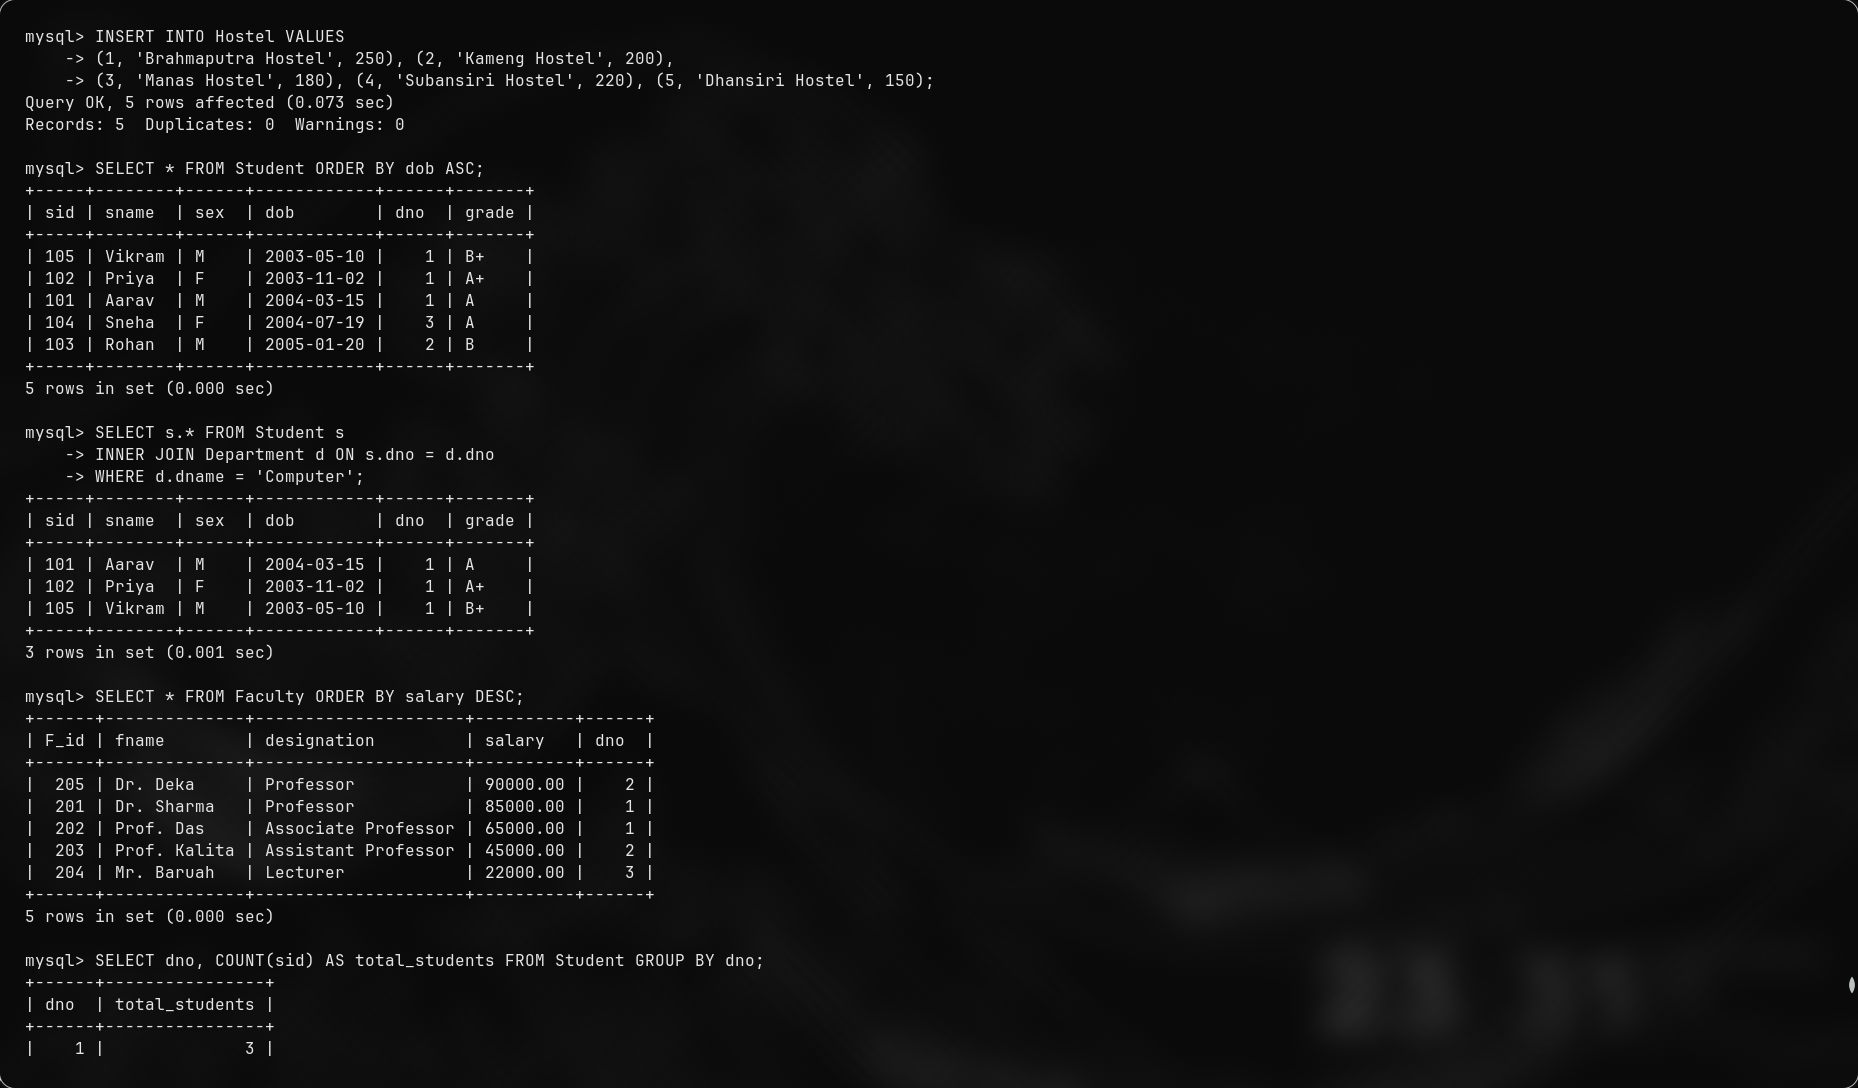 mysql> INSERT INTO Hostel VALUES
    -> (1, 'Brahmaputra Hostel', 250), (2, 'Kameng Hostel', 200),
    -> (3, 'Manas Hostel', 180), (4, 'Subansiri Hostel', 220), (5, 'Dhansiri Hostel', 150);
Query OK, 5 rows affected (0.073 sec)
Records: 5  Duplicates: 0  Warnings: 0

mysql> SELECT * FROM Student ORDER BY dob ASC;
+-----+--------+------+------------+------+-------+
| sid | sname  | sex  | dob        | dno  | grade |
+-----+--------+------+------------+------+-------+
| 105 | Vikram | M    | 2003-05-10 |    1 | B+    |
| 102 | Priya  | F    | 2003-11-02 |    1 | A+    |
| 101 | Aarav  | M    | 2004-03-15 |    1 | A     |
| 104 | Sneha  | F    | 2004-07-19 |    3 | A     |
| 103 | Rohan  | M    | 2005-01-20 |    2 | B     |
+-----+--------+------+------------+------+-------+
5 rows in set (0.000 sec)

mysql> SELECT s.* FROM Student s
    -> INNER JOIN Department d ON s.dno = d.dno
    -> WHERE d.dname = 'Computer';
+-----+--------+------+------------+------+-------+
| sid | sname  | sex  | dob        | dno  | grade |
+-----+--------+------+------------+------+-------+
| 101 | Aarav  | M    | 2004-03-15 |    1 | A     |
| 102 | Priya  | F    | 2003-11-02 |    1 | A+    |
| 105 | Vikram | M    | 2003-05-10 |    1 | B+    |
+-----+--------+------+------------+------+-------+
3 rows in set (0.001 sec)

mysql> SELECT * FROM Faculty ORDER BY salary DESC;
+------+--------------+---------------------+----------+------+
| F_id | fname        | designation         | salary   | dno  |
+------+--------------+---------------------+----------+------+
|  205 | Dr. Deka     | Professor           | 90000.00 |    2 |
|  201 | Dr. Sharma   | Professor           | 85000.00 |    1 |
|  202 | Prof. Das    | Associate Professor | 65000.00 |    1 |
|  203 | Prof. Kalita | Assistant Professor | 45000.00 |    2 |
|  204 | Mr. Baruah   | Lecturer            | 22000.00 |    3 |
+------+--------------+---------------------+----------+------+
5 rows in set (0.000 sec)

mysql> SELECT dno, COUNT(sid) AS total_students FROM Student GROUP BY dno;
+------+----------------+
| dno  | total_students |
+------+----------------+
|    1 |              3 |